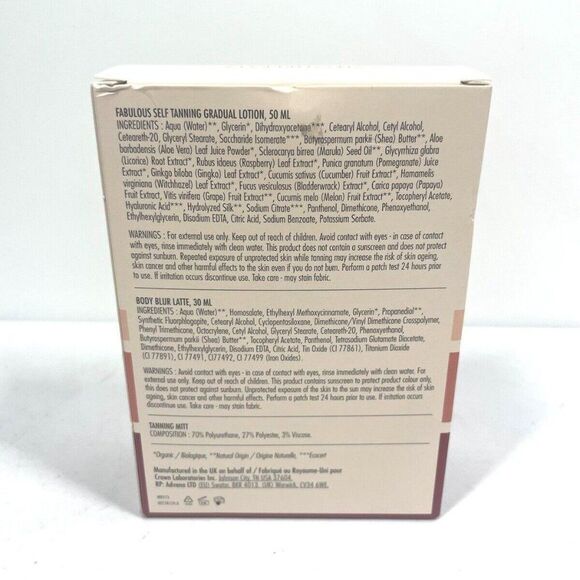 FABULOUS SELF TANNING GRADUAL LOTION, 50 ML
INGREDIENTS : Aqua (Water)**, Glycerin*, Dihydroxyacetone***, Cetearyl Alcohol, Cetyl Alcohol,
Ceteareth-20, Glyceryl Stearate, Saccharide Isomerate***, Butyrospermum parkii (Shea) Butter**, Aloe
barbadensis (Aloe Vera) Leaf Juice Powder*, Sclerocarya birrea (Marula) Seed Oil**, Glycyrrhiza glabra
(Licorice) Root Extract*, Rubus idaeus (Raspberry) Leaf Extract*, Punica granatum (Pomegranate) Juice
Extract*, Ginkgo biloba (Gingko) Leaf Extract*, Cucumis sativus (Cucumber) Fruit Extract*, Hamamelis
virginiana (Witchhazel) Leaf Extract*, Fucus vesiculosus (Bladderwrack) Extract*, Carica papaya (Papaya)
Fruit Extract*, Vitis vinifera (Grape) Fruit Extract**, Cucumis melo (Melon) Fruit Extract**, Tocopheryl Acetate,
Hyaluronic Acid***, Hydrolyzed Silk**, Sodium Citrate***, Panthenol, Dimethicone, Phenoxyethanol,
Ethylhexylglycerin, Disodium EDTA, Citric Acid, Sodium Benzoate, Potassium Sorbate.
WARNINGS : For external use only. Keep out of reach of children. Avoid contact with eyes - in case of contact
with eyes, rinse immediately with clean water. This product does not contain a sunscreen and does not protect
against sunburn. Repeated exposure of unprotected skin while tanning may increase the risk of skin ageing,
skin cancer and other harmful effects to the skin even if you do not burn. Perform a patch test 24 hours prior
to use. If irritation occurs discontinue use. Take care - may stain fabric.
BODY BLUR LATTE, 30 ML
INGREDIENTS : Aqua (Water)**, Homosalate, Ethylhexyl Methoxycinnamate, Glycerin*, Propanediol**,
Synthetic Fluorphlogopite, Cetearyl Alcohol, Cyclopentasiloxane, Dimethicone/Vinyl Dimethicone Crosspolymer,
Phenyl Trimethicone, Octocrylene, Cetyl Alcohol, Glyceryl Stearate, Ceteareth-20, Phenoxyethanol,
Butyrospermum parkii (Shea) Butter**, Tocopheryl Acetate, Panthenol, Tetrasodium Glutamate Diacetate,
Dimethicone, Ethylhexylglycerin, Disodium EDTA, Citric Acid, Tin Oxide (CI 77861), Titanium Dioxide
(CI 77891), CI 77491, CI77492, CI 77499 (Iron Oxides).
WARNINGS : Avoid contact with eyes - in case of contact with eyes, rinse immediately with clean water. For
external use only. Keep out of reach of children. This product contains sunscreen to protect product colour only,
this does not protect against sunburn. Unprotected exposure of the skin to the sun may increase the risk of skin
ageing, skin cancer and other harmful effects. Perform a patch test 24 hours prior to use. If irritation occurs
discontinue use. Take care - may stain fabric.
TANNING MITT
COMPOSITION : 70% Polyurethane, 27% Polyester, 3% Viscose.
*Organic / Biologique, **Natural Origin / Origine Naturelle, ***Ecocert
Manufactured in the UK on behalf of / Fabriqué au Royaume-Uni pour
Crown Laboratories Inc. Johnson City, TN USA 37604.
RP: Advena LTD (EU) Swatar, BKR 4013. (UK) Warwick, CV34 6WE.